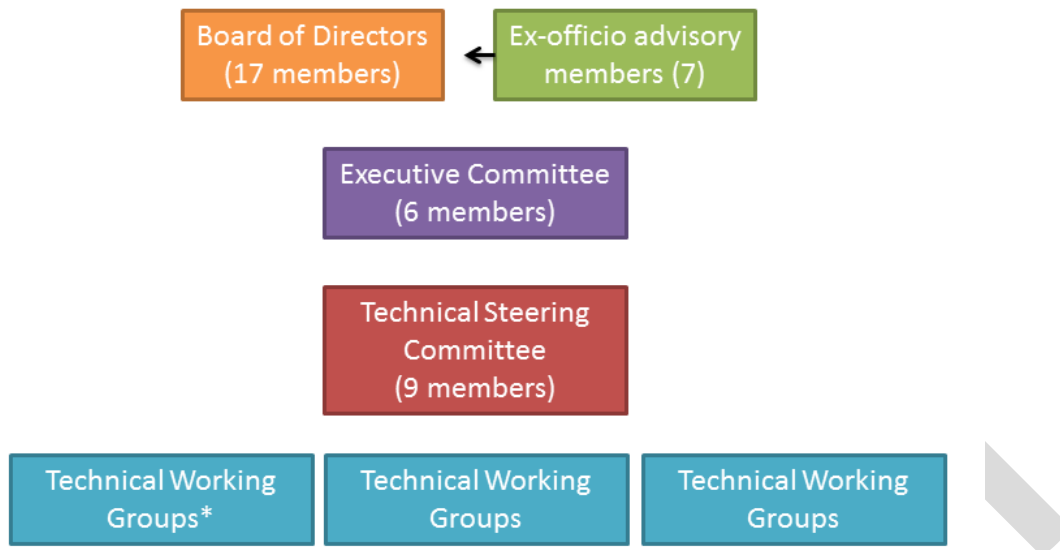 Board of Directors
(17 members)
Ex-officio advisory
members (7)
Executive Committee
(6 members)
Technical Steering
Committee
(9 members)
Technical Working
Groups*
Technical Working
Groups
Technical Working
Groups